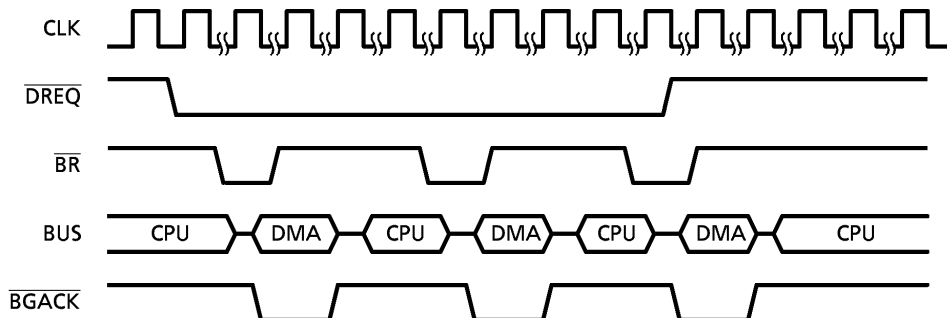 CLK
DREQ
BR
BUS CPU DMA CPU DMA CPU DMA CPU
BGACK